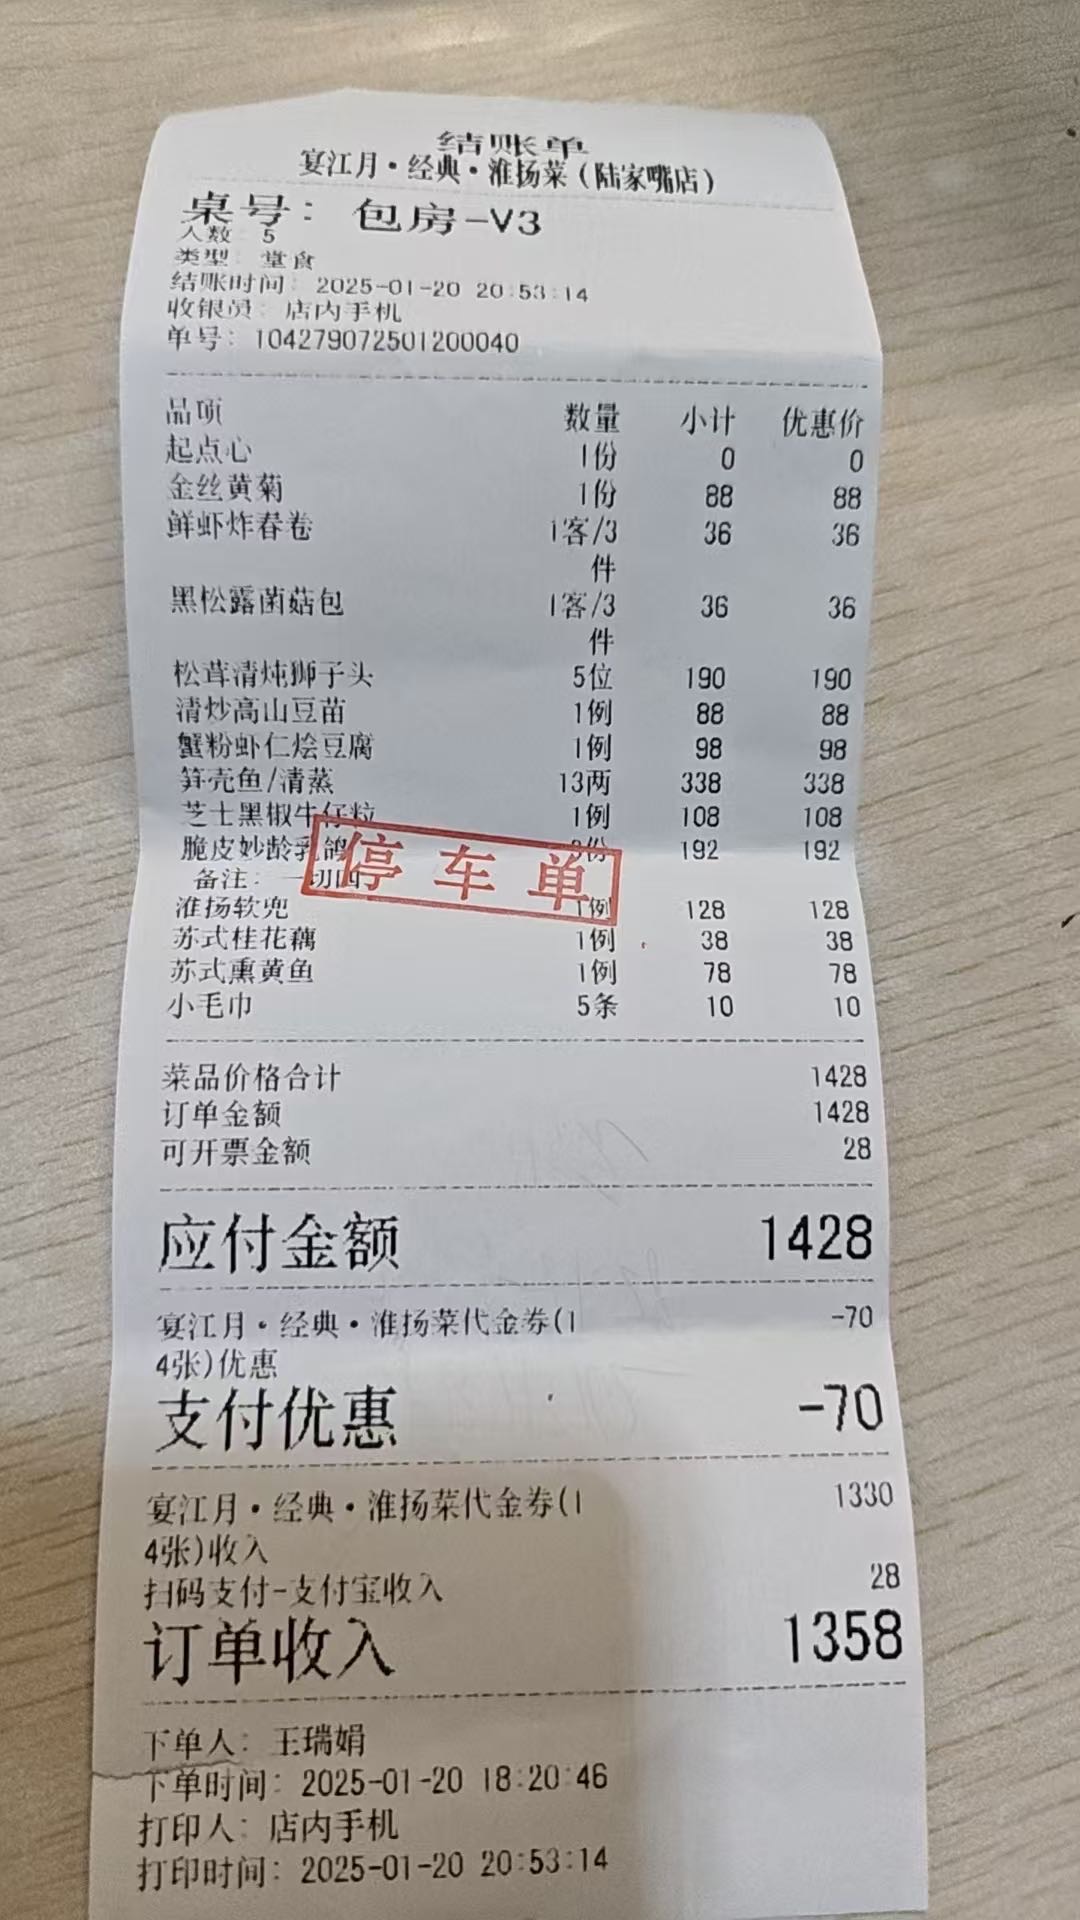 结账单
宴江月·经典·淮扬菜(陆家嘴店)
桌号: 包房-V3
人数: 5
类型: 堂食
结账时间: 2025-01-20 20:53:14
收银员: 店内手机
单号: 104279072501200040
品项 数量 小计 优惠价
起点心 1份 0 0
金丝黄菊 1份 88 88
鲜虾炸春卷 1客/3 36 36
件
黑松露菌菇包 1客/3 36 36
件
松茸清炖狮子头 5位 190 190
清炒高山豆苗 1例 88 88
蟹粉虾仁烩豆腐 1例 98 98
笋壳鱼/清蒸 13两 338 338
芝士黑椒牛仔粒 1例 108 108
脆皮妙龄乳鸽 份 192 192
备注: 一切四
停车单
淮扬软兜 1例 128 128
苏式桂花藕 1例 38 38
苏式熏黄鱼 1例 78 78
小毛巾 5条 10 10
菜品价格合计 1428
订单金额 1428
可开票金额 28
应付金额 1428
宴江月·经典·淮扬菜代金券(1 -70
4张)优惠
支付优惠 -70
宴江月·经典·淮扬菜代金券(1 1330
4张)收入
扫码支付-支付宝收入 28
订单收入 1358
下单人: 王瑞娟
下单时间: 2025-01-20 18:20:46
打印人: 店内手机
打印时间: 2025-01-20 20:53:14